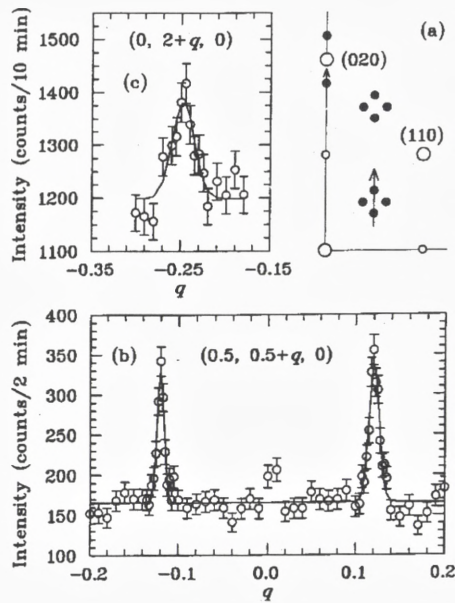 Intensity (counts/10 min)
1500
1400
1300
1200
1100
(0, 2+q, 0)
(c)
−0.35
−0.25
−0.15
q
(a)
(020)
(110)
Intensity (counts/2 min)
400
350
300
250
200
150
100
(b)
(0.5, 0.5+q, 0)
−0.2
−0.1
0.0
0.1
0.2
q